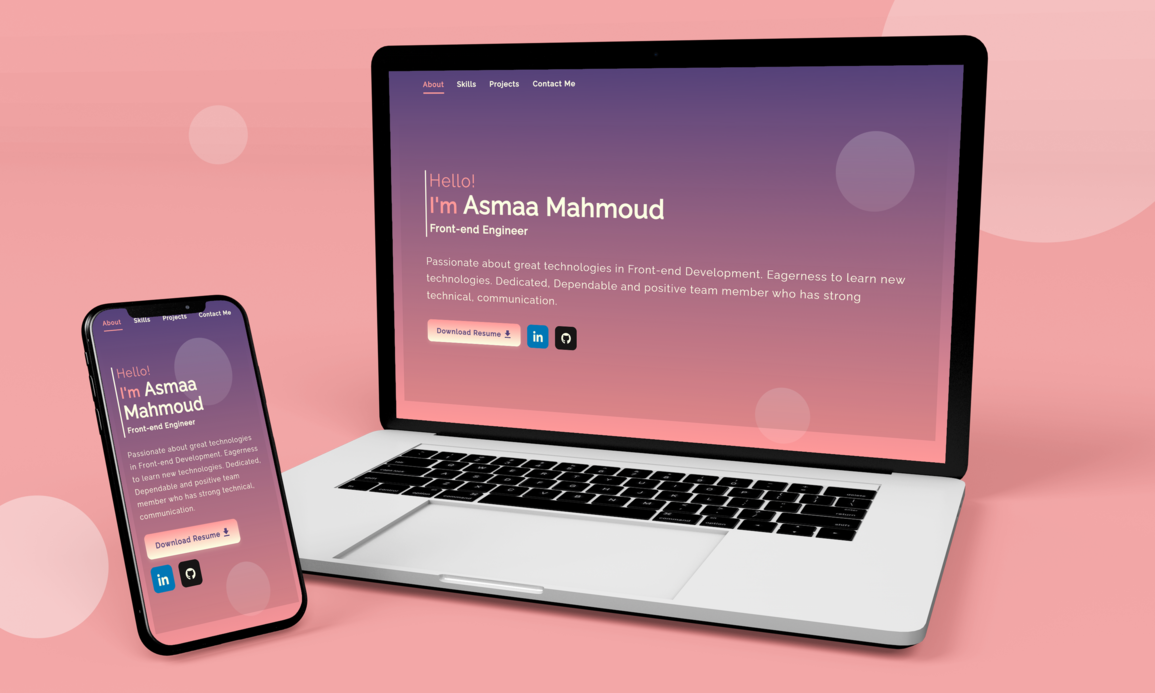 About Skills Projects Contact Me
Hello!
I'm Asmaa Mahmoud
Front-end Engineer
Passionate about great technologies in Front-end Development. Eagerness to learn new
technologies. Dedicated, Dependable and positive team member who has strong
technical, communication.
Download Resume
in
About Skills Projects Contact Me
Hello!
I'm Asmaa
Mahmoud
Front-end Engineer
Passionate about great technologies
in Front-end Development. Eagerness
to learn new technologies. Dedicated,
Dependable and positive team
member who has strong technical,
communication.
Download Resume
in